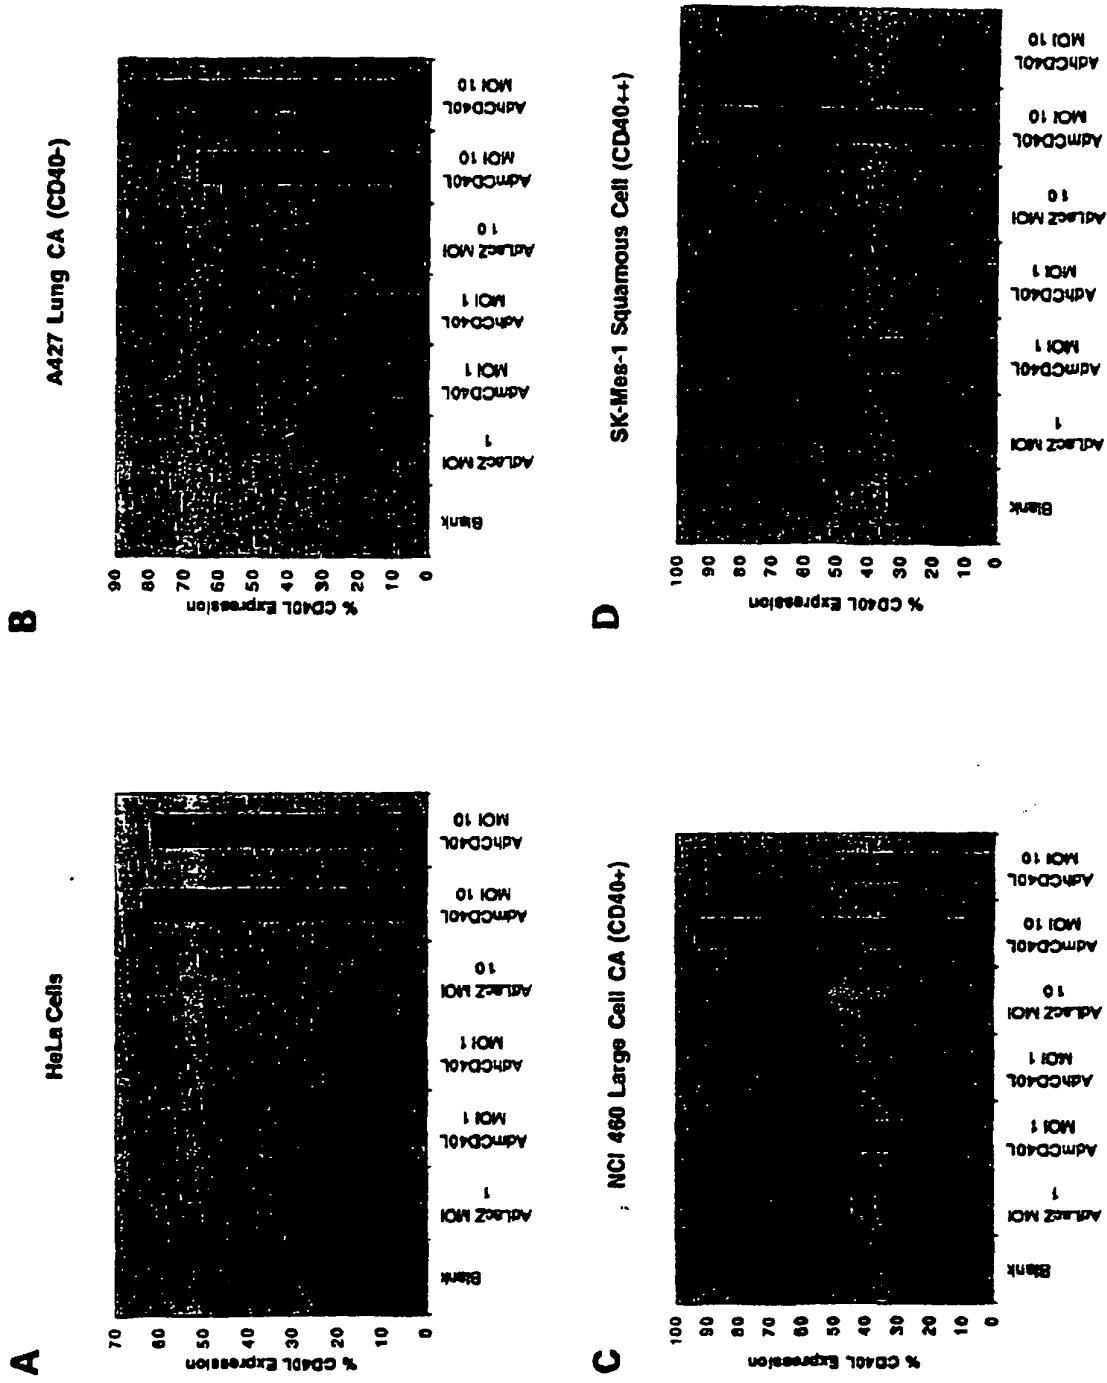 A
HeLa Cells
% CD40L Expression
70
60
50
40
30
20
10
0
Blank
AdLacZ MOI
1
AdmCD40L
MOI 1
AdhCD40L
MOI 1
AdLacZ MOI
10
AdmCD40L
MOI 10
AdhCD40L
MOI 10
B
A427 Lung CA (CD40-)
% CD40L Expression
90
80
70
60
50
40
30
20
10
0
Blank
AdLacZ MOI
1
AdmCD40L
MOI 1
AdhCD40L
MOI 1
AdLacZ MOI
10
AdmCD40L
MOI 10
AdhCD40L
MOI 10
C
NCI 460 Large Cell CA (CD40+)
% CD40L Expression
100
90
80
70
60
50
40
30
20
10
0
Blank
AdLacZ MOI
1
AdmCD40L
MOI 1
AdhCD40L
MOI 1
AdLacZ MOI
10
AdmCD40L
MOI 10
AdhCD40L
MOI 10
D
SK-Mes-1 Squamous Cell (CD40++)
% CD40L Expression
100
90
80
70
60
50
40
30
20
10
0
Blank
AdLacZ MOI
1
AdmCD40L
MOI 1
AdhCD40L
MOI 1
AdLacZ MOI
10
AdmCD40L
MOI 10
AdhCD40L
MOI 10